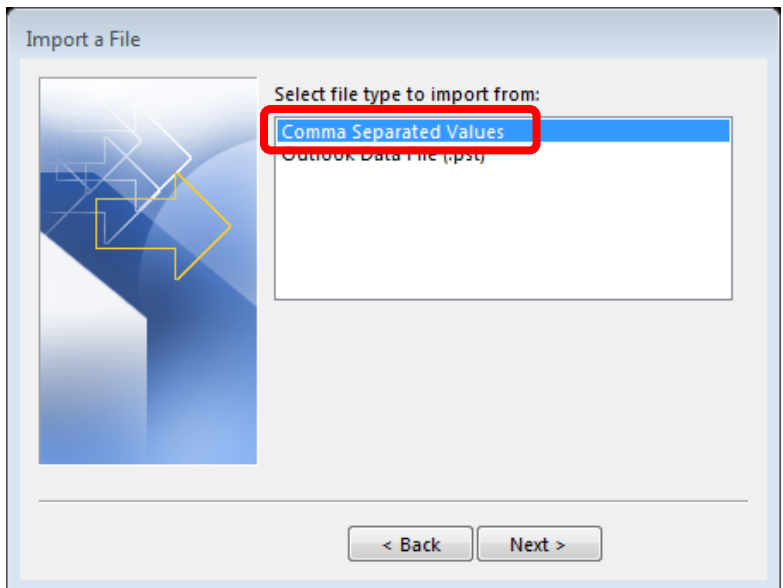 Import a File
Select file type to import from:
Comma Separated Values
Outlook Data File (.pst)
< Back
Next >